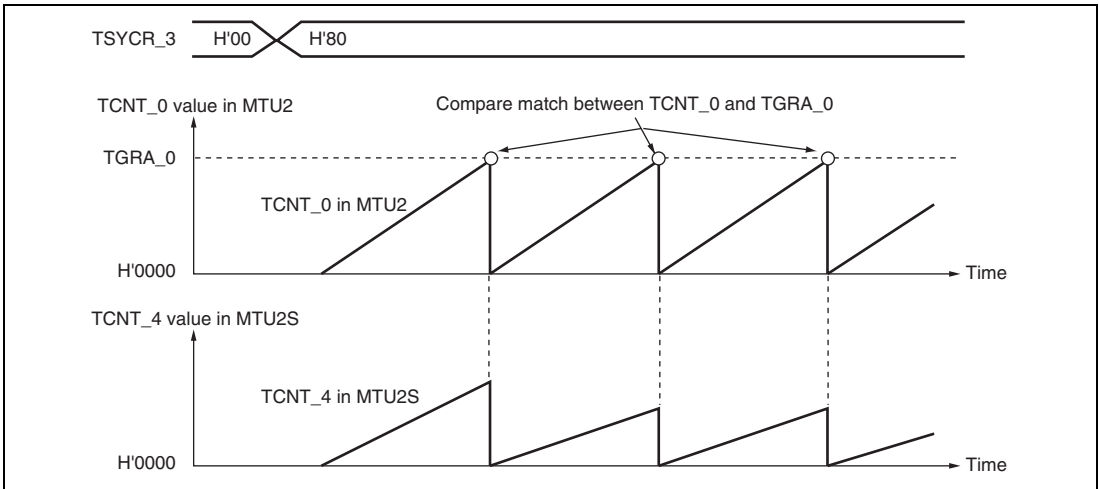 TSYCR_3 H'00 H'80
TCNT_0 value in MTU2
Compare match between TCNT_0 and TGRA_0
TGRA_0
TCNT_0 in MTU2
H'0000
Time
TCNT_4 value in MTU2S
TCNT_4 in MTU2S
H'0000
Time